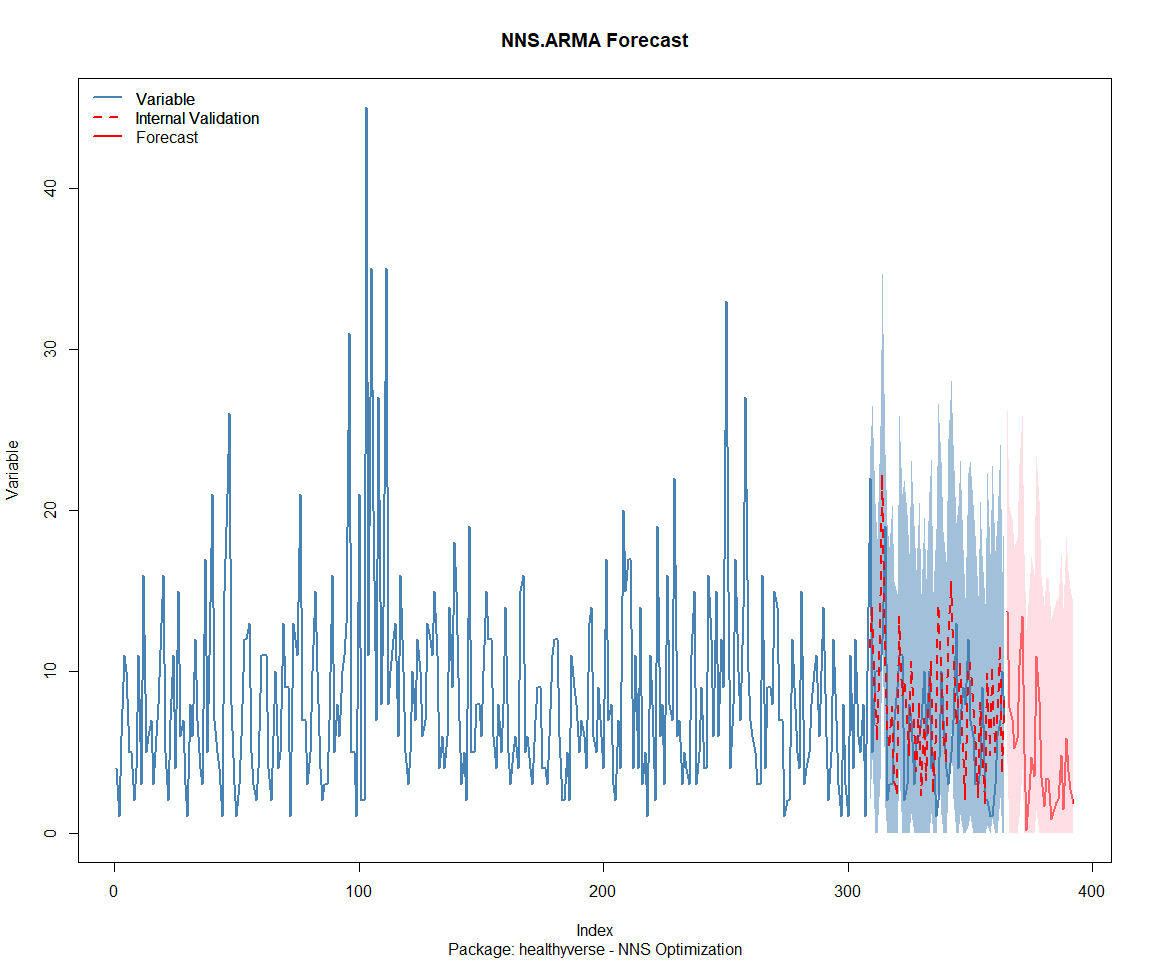 NNS.ARMA Forecast
Variable
Internal Validation
Forecast
Variable
40
30
20
10
0
0
100
200
300
400
Index
Package: healthyverse - NNS Optimization